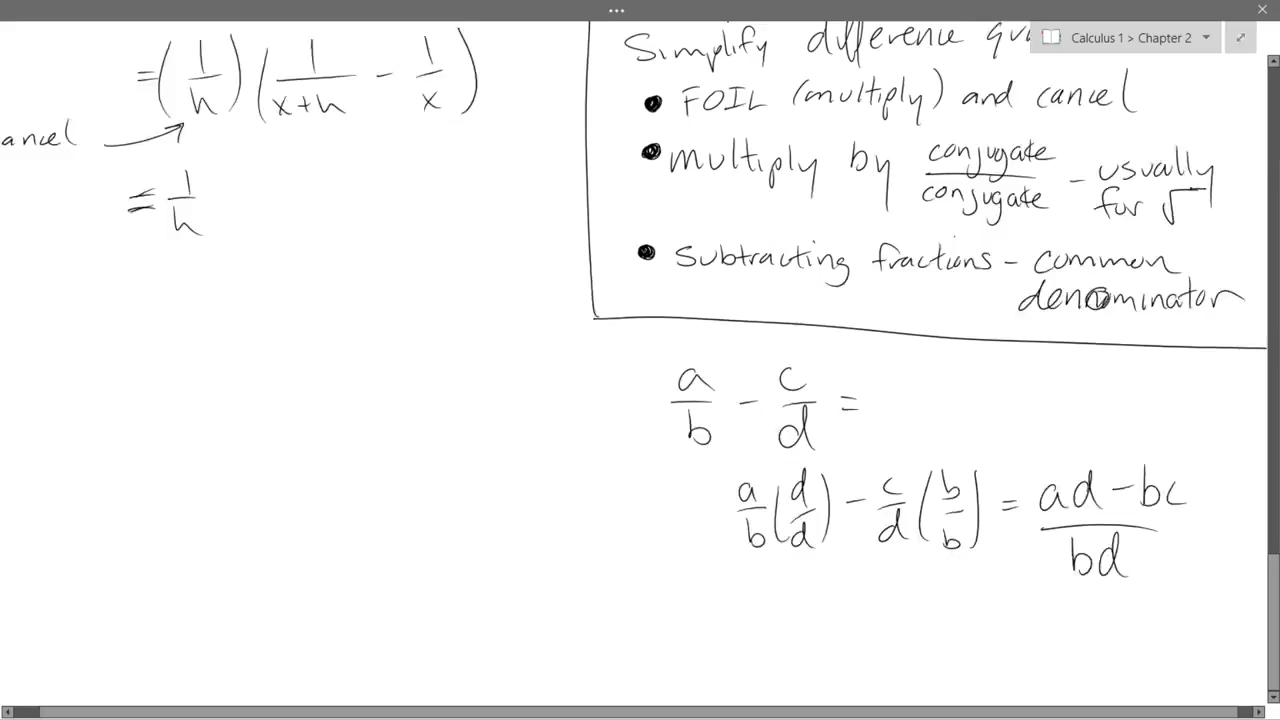 Calculus 1 > Chapter 2
= (1/h) (1/(x+h) - 1/x)
ancel
= 1/h
Simplify difference
• FOIL (multiply) and cancel
• multiply by conjugate/conjugate - usually for √
• Subtracting fractions - common
denominator
a/b - c/d =
a/b (d/d) - c/d (b/b) = (ad - bc)/bd